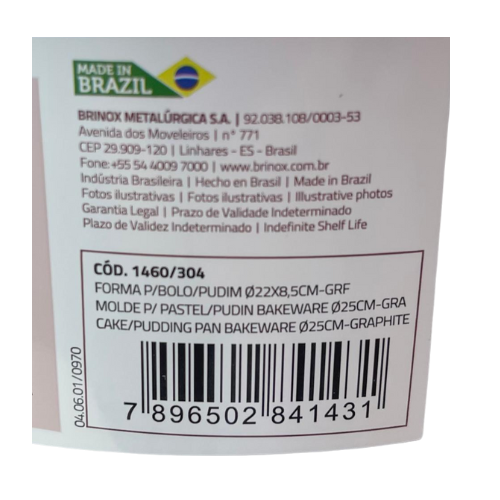 MADE IN
BRAZIL
BRINOX METALÚRGICA S.A. | 92.038.108/0003-53
Avenida dos Moveleiros | n° 771
CEP 29.909-120 | Linhares - ES - Brasil
Fone: +55 54 4009 7000 | www.brinox.com.br
Indústria Brasileira | Hecho en Brasil | Made in Brazil
Fotos ilustrativas | Fotos ilustrativas | Illustrative photos
Garantia Legal | Prazo de Validade Indeterminado
Plazo de Validez Indeterminado | Indefinite Shelf Life
CÓD. 1460/304
FORMA P/BOLO/PUDIM Ø22X8,5CM-GRF
MOLDE P/ PASTEL/PUDIN BAKEWARE Ø25CM-GRA
CAKE/PUDDING PAN BAKEWARE Ø25CM-GRAPHITE
7 896502 841431
04.06.01/0970